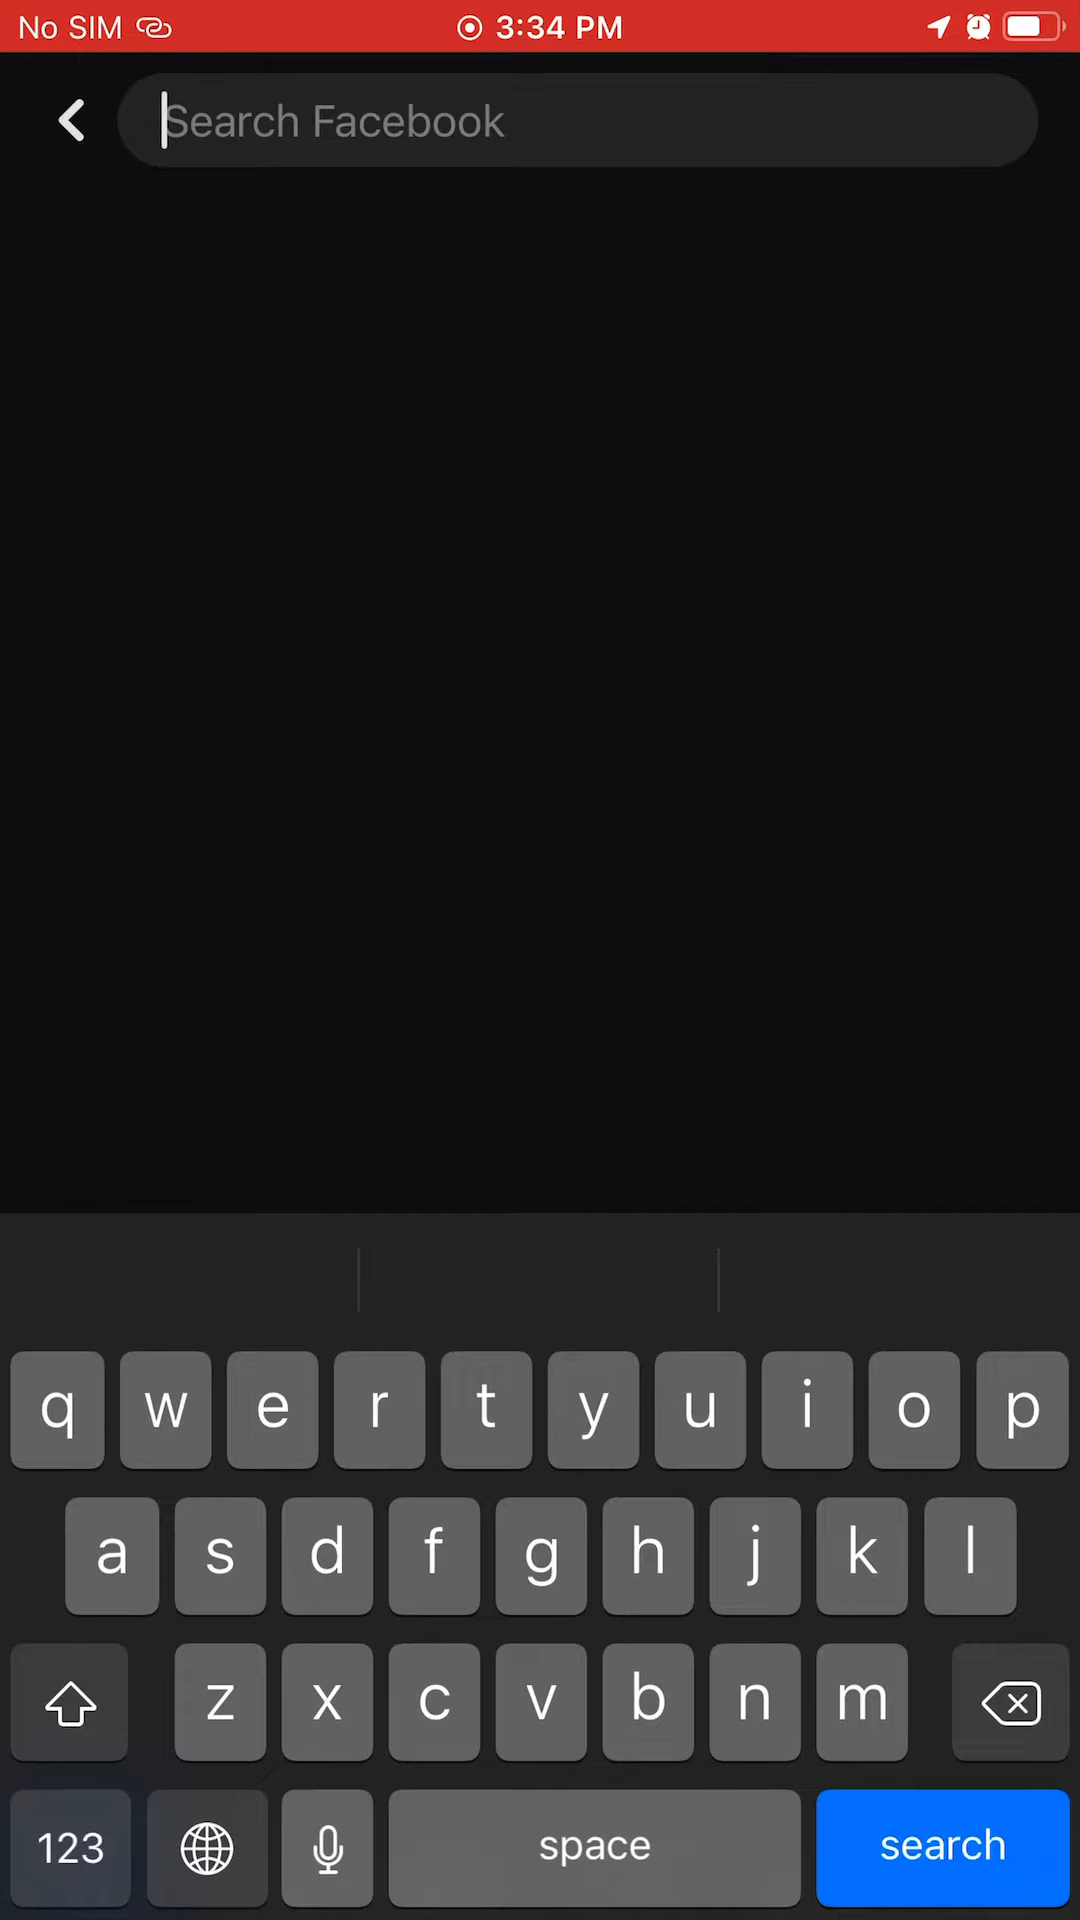 No SIM 3:34 PM
Search Facebook
q w e r t y u i o p
a s d f g h j k l
z x c v b n m
123 space search